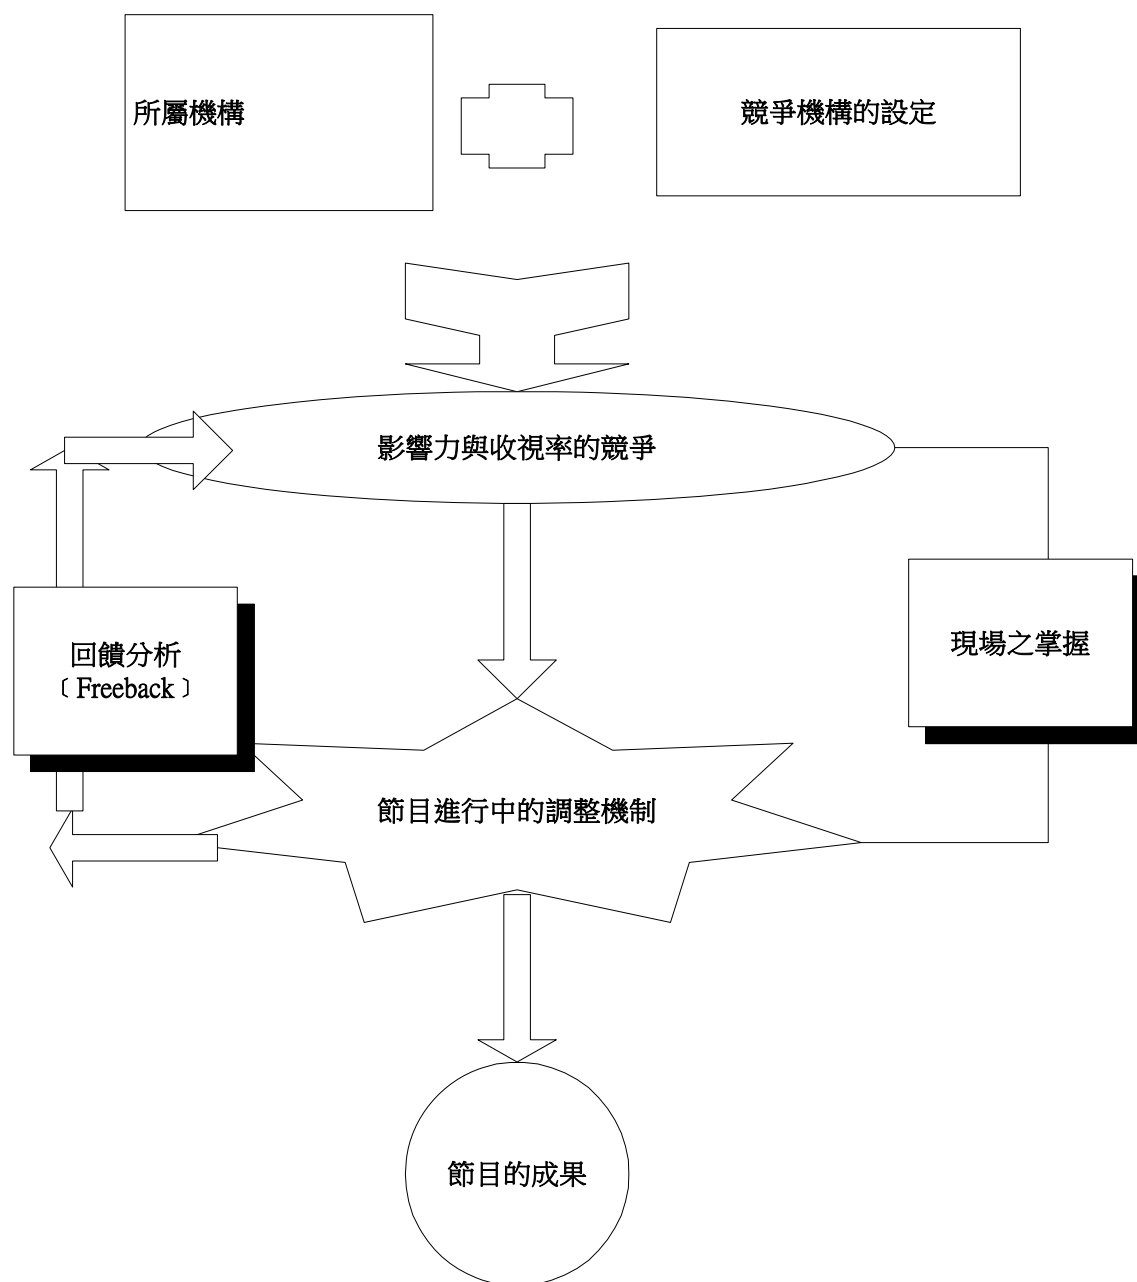 所屬機構
競爭機構的設定
影響力與收視率的競爭
回饋分析
﹝Freeback﹞
現場之掌握
節目進行中的調整機制
節目的成果